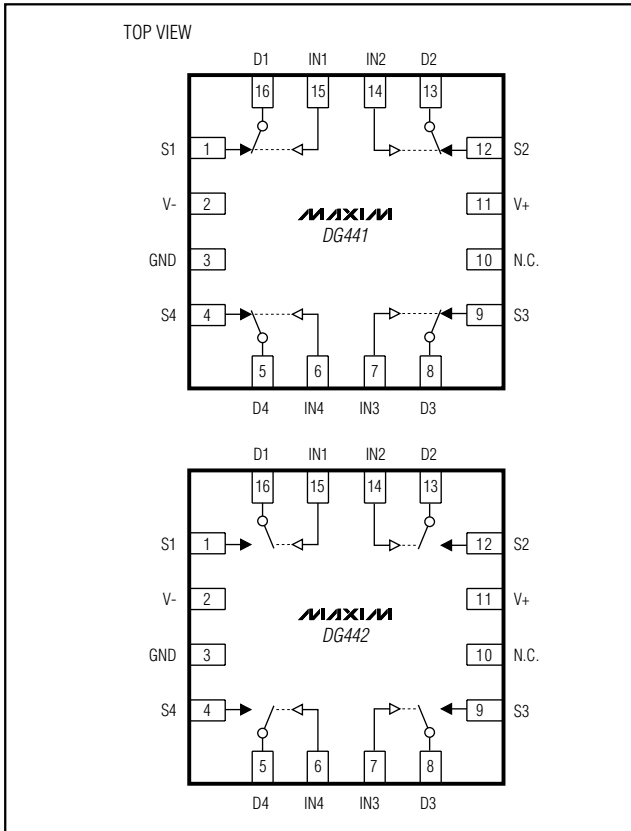 TOP VIEW
D1 IN1 IN2 D2
16 15 14 13
S1 1 12 S2
V- 2 11 V+
MAXIM
DG441
GND 3 10 N.C.
S4 4 9 S3
5 6 7 8
D4 IN4 IN3 D3
D1 IN1 IN2 D2
16 15 14 13
S1 1 12 S2
V- 2 11 V+
MAXIM
DG442
GND 3 10 N.C.
S4 4 9 S3
5 6 7 8
D4 IN4 IN3 D3